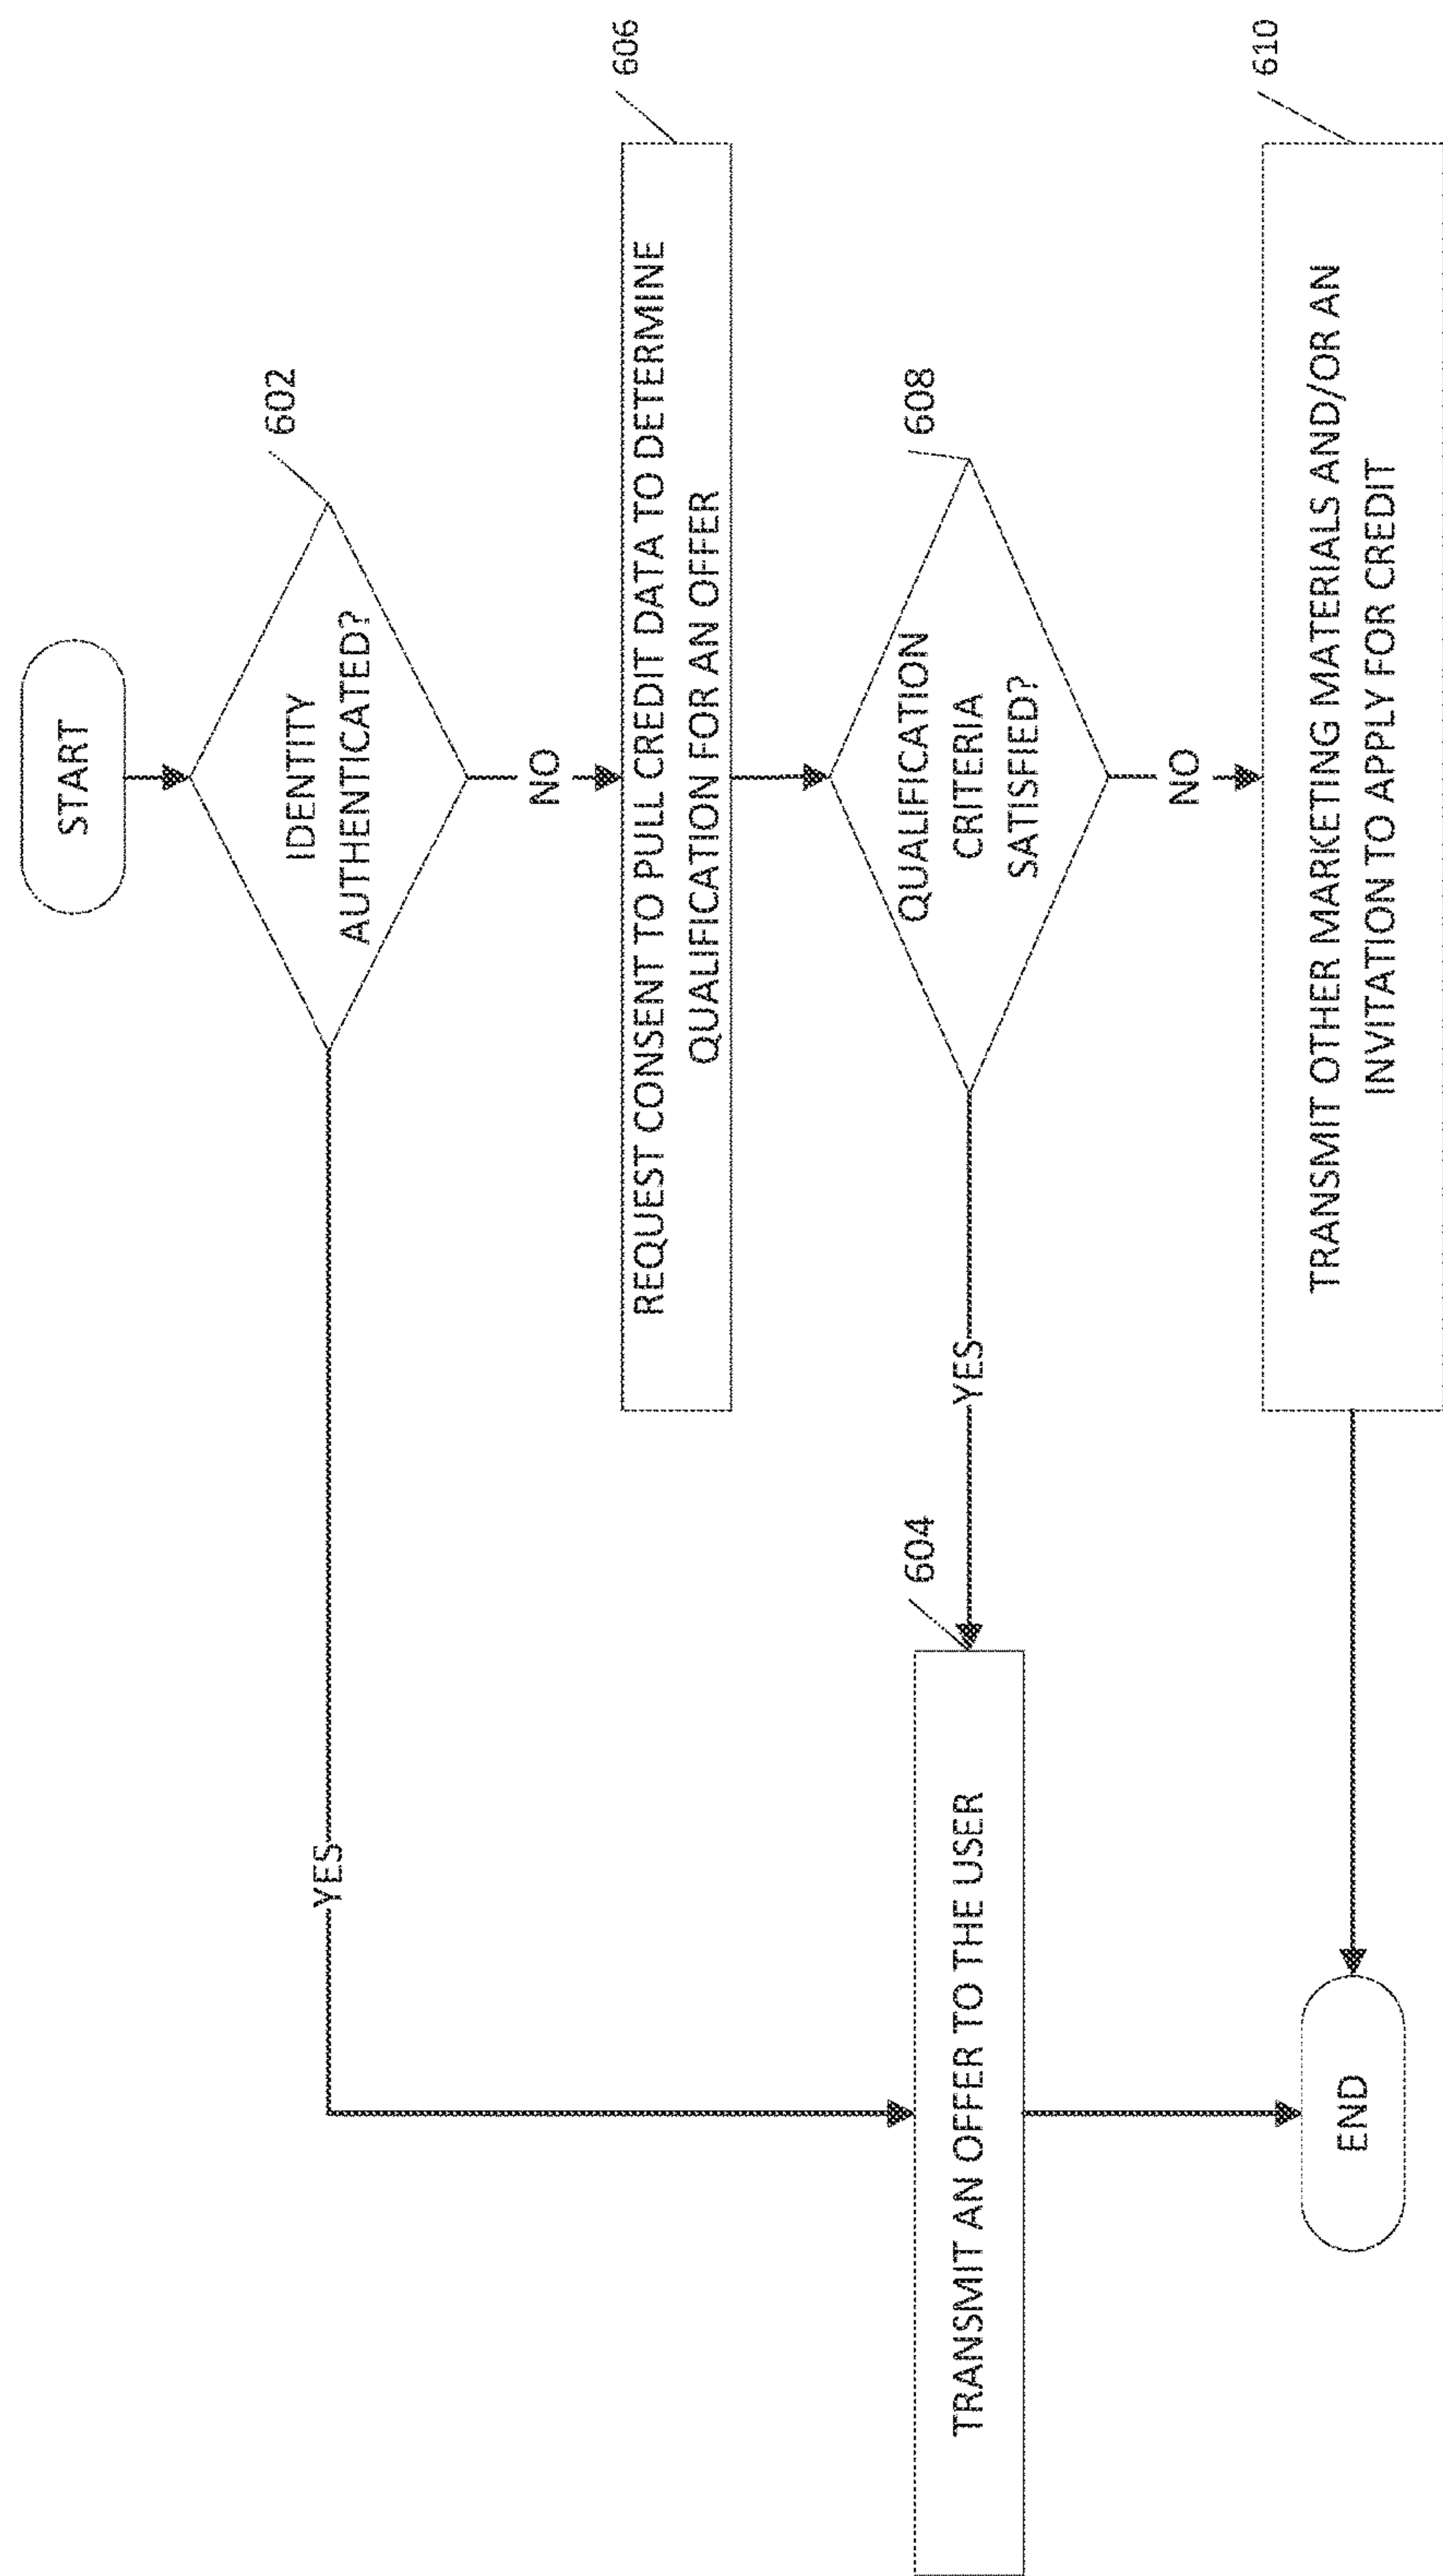 START
602
IDENTITY
AUTHENTICATED?
YES
NO
606
REQUEST CONSENT TO PULL CREDIT DATA TO DETERMINE
QUALIFICATION FOR AN OFFER
608
QUALIFICATION
CRITERIA
SATISFIED?
YES
604
TRANSMIT AN OFFER TO THE USER
NO
610
TRANSMIT OTHER MARKETING MATERIALS AND/OR AN
INVITATION TO APPLY FOR CREDIT
END